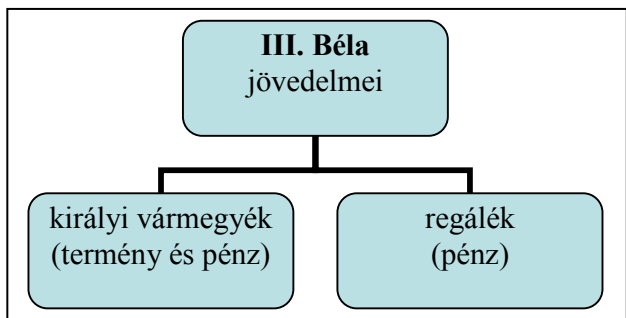 III. Béla
jövedelmei
királyi vármegyék
(termény és pénz)
regálék
(pénz)